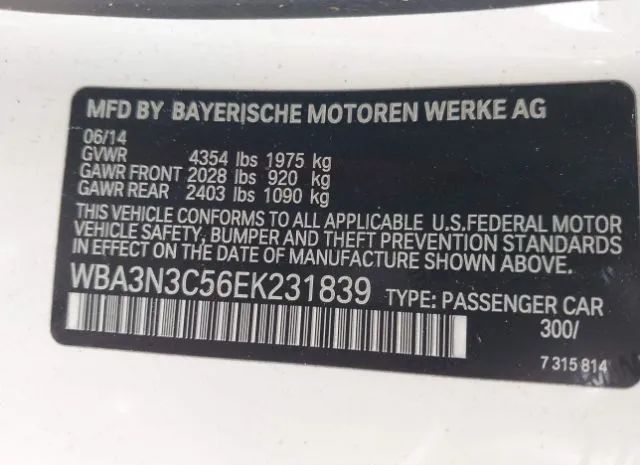 MFD BY BAYERISCHE MOTOREN WERKE AG
06/14
GVWR 4354 lbs 1975 kg
GAWR FRONT 2028 lbs 920 kg
GAWR REAR 2403 lbs 1090 kg
THIS VEHICLE CONFORMS TO ALL APPLICABLE U.S.FEDERAL MOTOR
VEHICLE SAFETY, BUMPER AND THEFT PREVENTION STANDARDS
IN EFFECT ON THE DATE OF MANUFACTURE SHOWN ABOVE.
WBA3N3C56EK231839 TYPE: PASSENGER CAR
300/
7 315 814